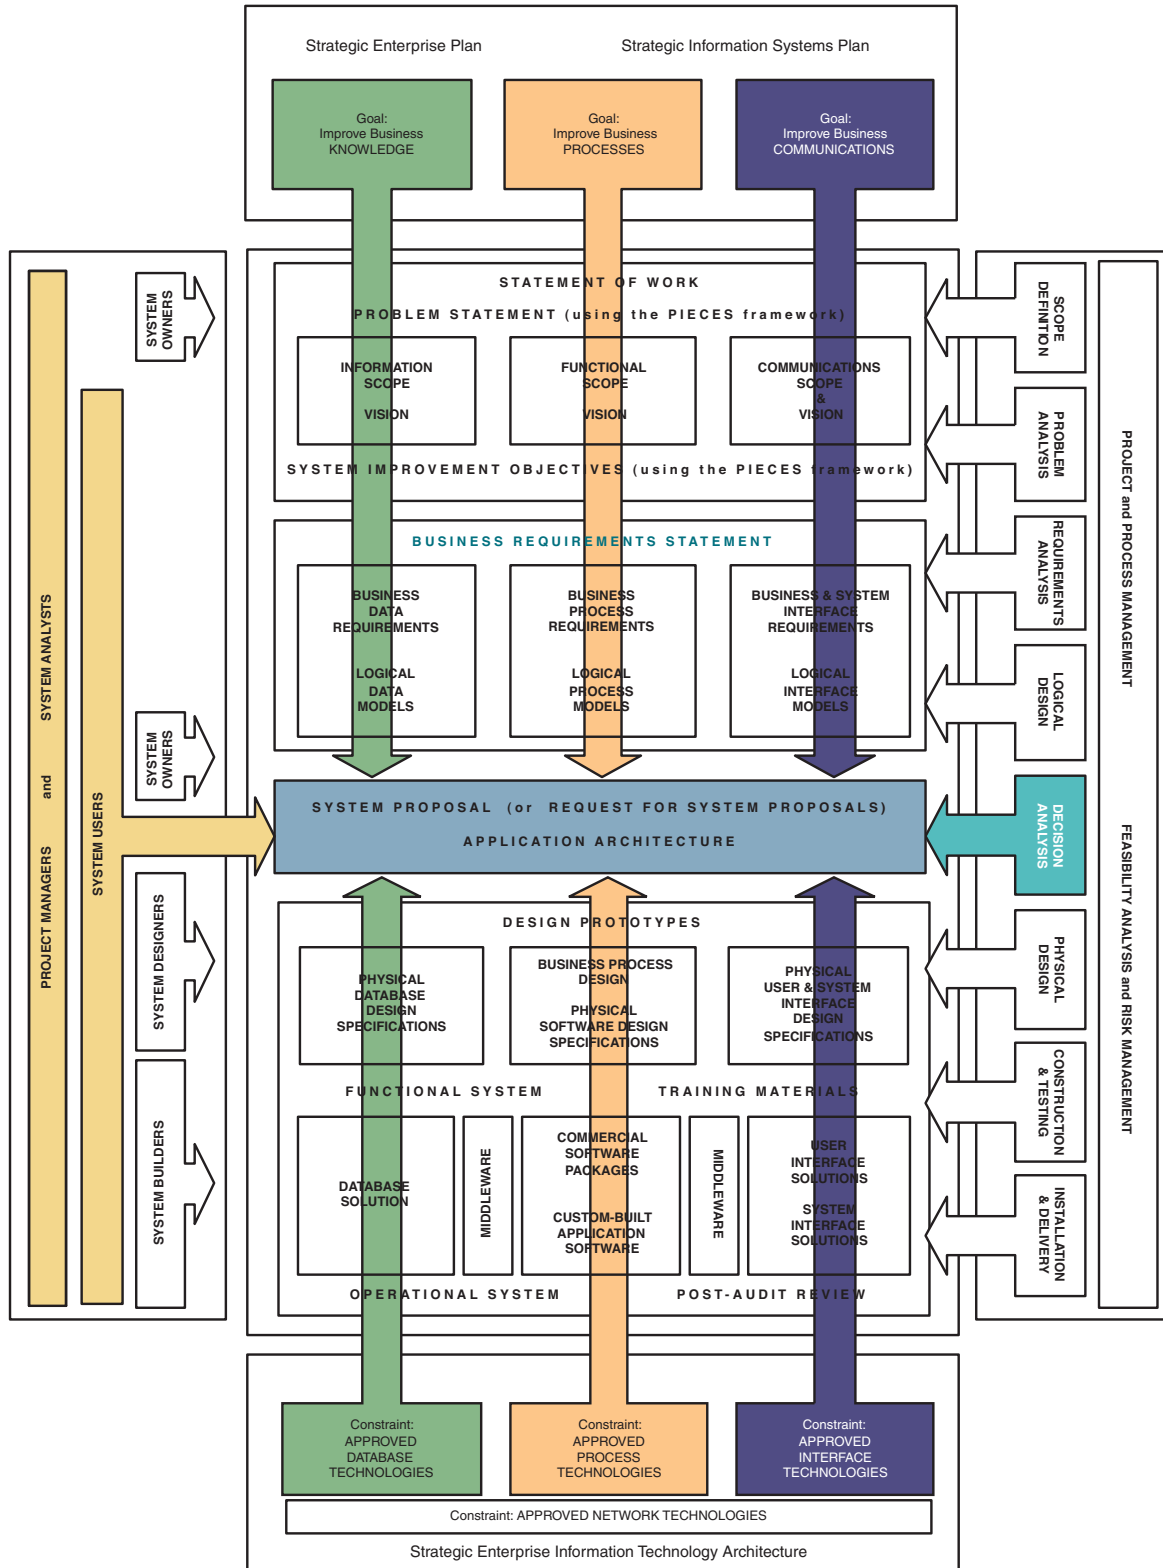 Strategic Enterprise Plan
Strategic Information Systems Plan
Goal:
Improve Business
KNOWLEDGE
Goal:
Improve Business
PROCESSES
Goal:
Improve Business
COMMUNICATIONS
PROJECT MANAGERS and SYSTEM ANALYSTS
SYSTEM USERS
SYSTEM
OWNERS
SYSTEM
OWNERS
SYSTEM DESIGNERS
SYSTEM BUILDERS
STATEMENT OF WORK
PROBLEM STATEMENT (using the PIECES framework)
INFORMATION
SCOPE
VISION
FUNCTIONAL
SCOPE
VISION
COMMUNICATIONS
SCOPE
&
VISION
SYSTEM IMPROVEMENT OBJECTIVES (using the PIECES framework)
BUSINESS REQUIREMENTS STATEMENT
BUSINESS
DATA
REQUIREMENTS
LOGICAL
DATA
MODELS
BUSINESS
PROCESS
REQUIREMENTS
LOGICAL
PROCESS
MODELS
BUSINESS & SYSTEM
INTERFACE
REQUIREMENTS
LOGICAL
INTERFACE
MODELS
SYSTEM PROPOSAL (or REQUEST FOR SYSTEM PROPOSALS)
APPLICATION ARCHITECTURE
DESIGN PROTOTYPES
PHYSICAL
DATABASE
DESIGN
SPECIFICATIONS
BUSINESS PROCESS
DESIGN
PHYSICAL
SOFTWARE DESIGN
SPECIFICATIONS
PHYSICAL
USER & SYSTEM
INTERFACE
DESIGN
SPECIFICATIONS
FUNCTIONAL SYSTEM
TRAINING MATERIALS
DATABASE
SOLUTION
MIDDLEWARE
COMMERCIAL
SOFTWARE
PACKAGES
CUSTOM-BUILT
APPLICATION
SOFTWARE
MIDDLEWARE
USER
INTERFACE
SOLUTIONS
SYSTEM
INTERFACE
SOLUTIONS
OPERATIONAL SYSTEM
POST-AUDIT REVIEW
SCOPE
DEFINITION
PROBLEM
ANALYSIS
REQUIREMENTS
ANALYSIS
LOGICAL
DESIGN
DECISION
ANALYSIS
PHYSICAL
DESIGN
CONSTRUCTION
& TESTING
INSTALLATION
& DELIVERY
PROJECT and PROCESS MANAGEMENT
FEASIBILITY ANALYSIS and RISK MANAGEMENT
Constraint:
APPROVED
DATABASE
TECHNOLOGIES
Constraint:
APPROVED
PROCESS
TECHNOLOGIES
Constraint:
APPROVED
INTERFACE
TECHNOLOGIES
Constraint: APPROVED NETWORK TECHNOLOGIES
Strategic Enterprise Information Technology Architecture